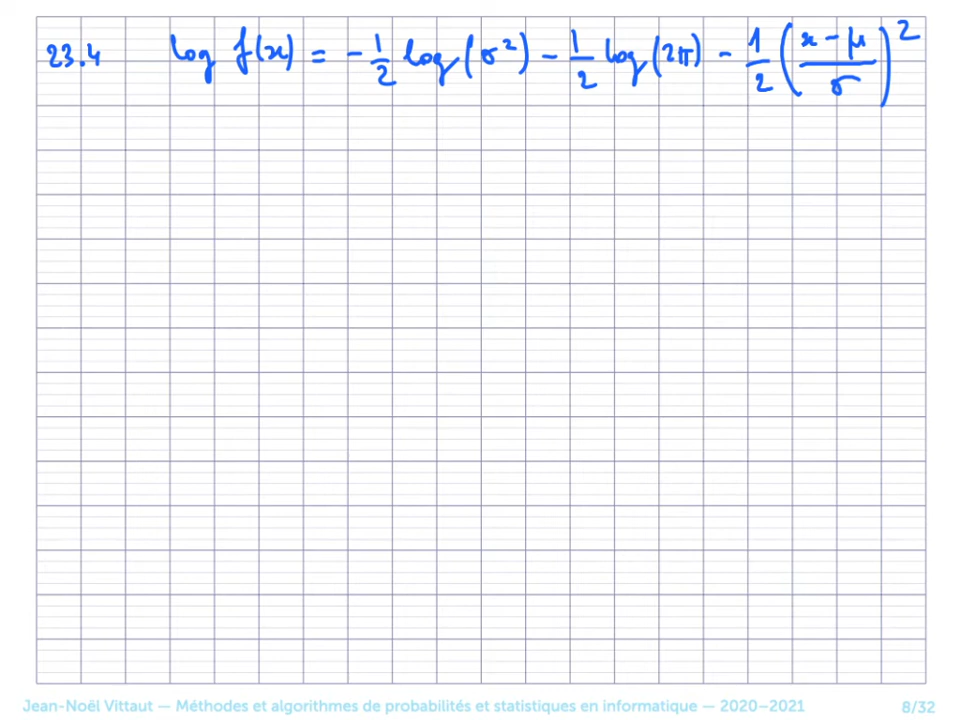 23.4 log f(x) = - 1/2 log(σ²) - 1/2 log(2π) - 1/2 ((x - μ)/σ)²
Jean-Noël Vittaut — Méthodes et algorithmes de probabilités et statistiques en informatique — 2020–2021 8/32